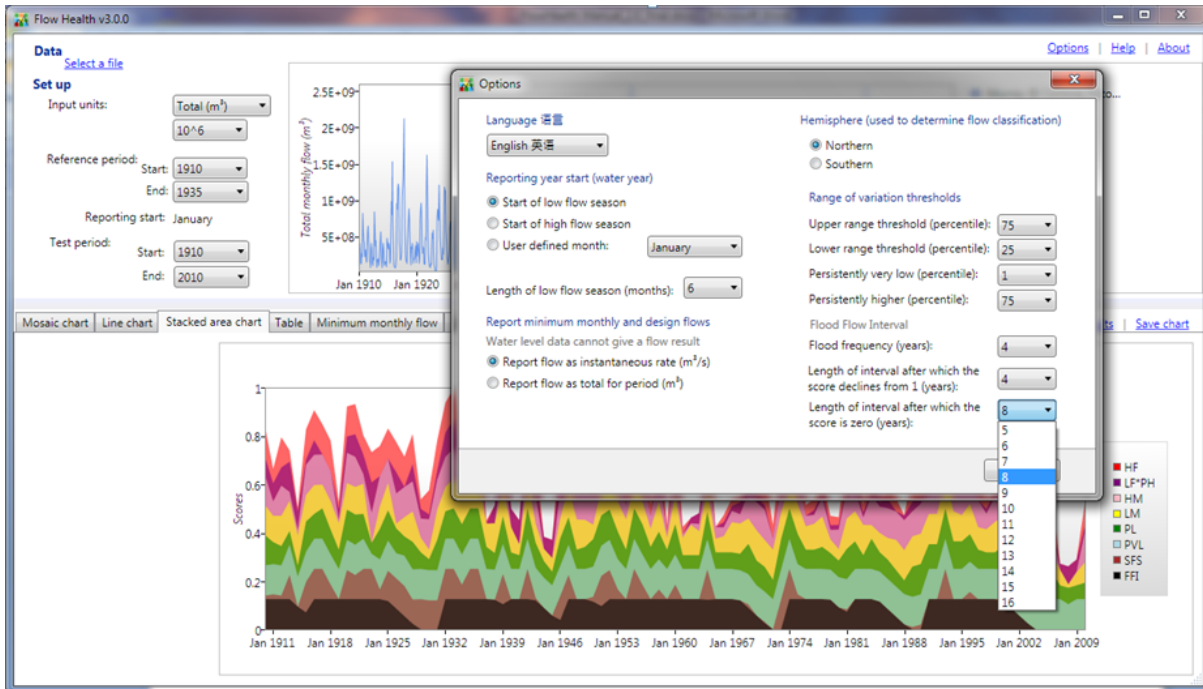 Flow Health v3.0.0
Data
Select a file
Options | Help | About
Set up
Input units:
Total (m³)
10^6
Reference period:
Start: 1910
End: 1935
Reporting start: January
Test period:
Start: 1910
End: 2010
Total monthly flow (m³)
2.5E+09
2E+09
1.5E+09
1E+09
5E+08
Jan 1910 Jan 1920
Options
Language 语言
English 英语
Reporting year start (water year)
Start of low flow season
Start of high flow season
User defined month: January
Length of low flow season (months): 6
Report minimum monthly and design flows
Water level data cannot give a flow result
Report flow as instantaneous rate (m³/s)
Report flow as total for period (m³)
Hemisphere (used to determine flow classification)
Northern
Southern
Range of variation thresholds
Upper range threshold (percentile): 75
Lower range threshold (percentile): 25
Persistently very low (percentile): 1
Persistently higher (percentile): 75
Flood Flow Interval
Flood frequency (years): 4
Length of interval after which the
score declines from 1 (years): 4
Length of interval after which the
score is zero (years): 8
5
6
7
8
9
10
11
12
13
14
15
16
Mosaic chart
Line chart
Stacked area chart
Table
Minimum monthly flow
Save chart
Scores
1
0.8
0.6
0.4
0.2
0
Jan 1911 Jan 1918 Jan 1925 Jan 1932 Jan 1939 Jan 1946 Jan 1953 Jan 1960 Jan 1967 Jan 1974 Jan 1981 Jan 1988 Jan 1995 Jan 2002 Jan 2009
HF
LF*PH
HM
LM
PL
PVL
SFS
FFI